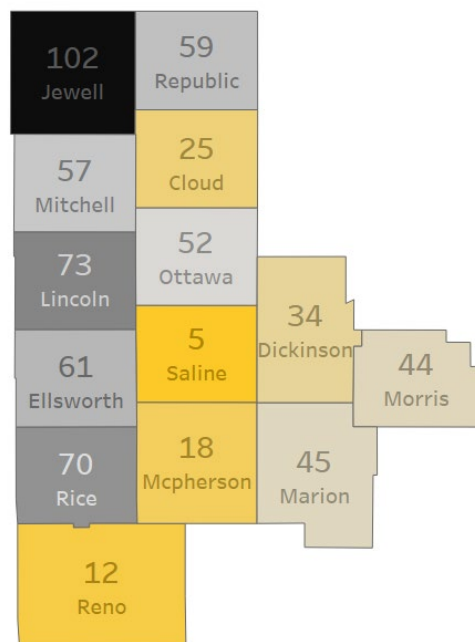 102
Jewell
59
Republic
57
Mitchell
25
Cloud
73
Lincoln
52
Ottawa
61
Ellsworth
5
Saline
34
Dickinson
44
Morris
70
Rice
18
Mcpherson
45
Marion
12
Reno